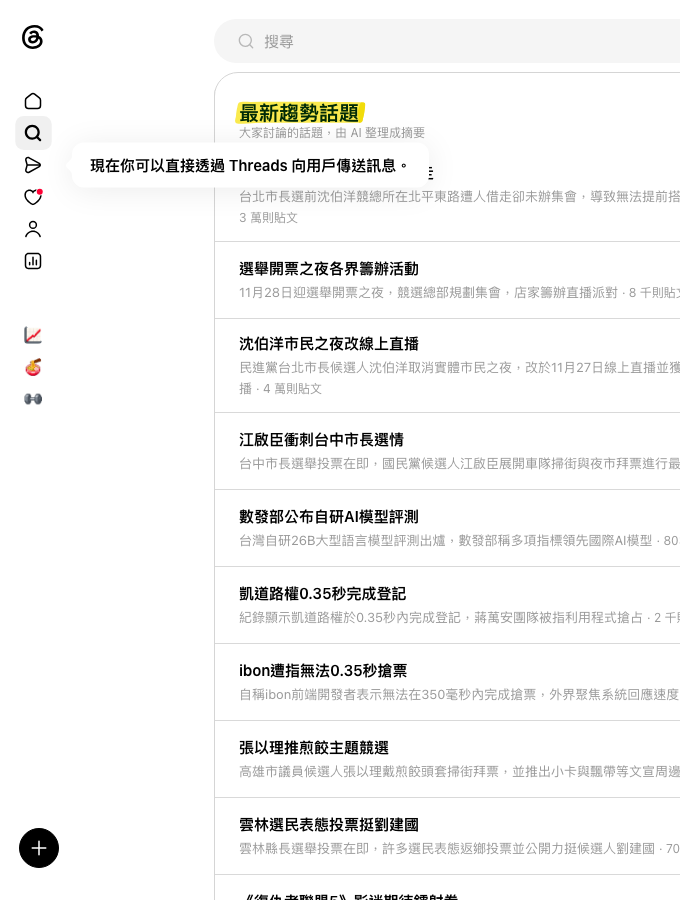 搜尋
最新趨勢話題
大家討論的話題，由 AI 整理成摘要
現在你可以直接透過 Threads 向用戶傳送訊息。
台北市長選前沈伯洋競總所在北平東路遭人借走卻未辦集會，導致無法提前搭
3 萬則貼文
選舉開票之夜各界籌辦活動
11月28日迎選舉開票之夜，競選總部規劃集會，店家籌辦直播派對 · 8 千則貼文
沈伯洋市民之夜改線上直播
民進黨台北市長候選人沈伯洋取消實體市民之夜，改於11月27日線上直播並獲
播 · 4 萬則貼文
江啟臣衝刺台中市長選情
台中市長選舉投票在即，國民黨候選人江啟臣展開車隊掃街與夜市拜票進行最
數發部公布自研AI模型評測
台灣自研26B大型語言模型評測出爐，數發部稱多項指標領先國際AI模型 · 80
凱道路權0.35秒完成登記
紀錄顯示凱道路權於0.35秒內完成登記，蔣萬安團隊被指利用程式搶占 · 2 千
ibon遭指無法0.35秒搶票
自稱ibon前端開發者表示無法在350毫秒內完成搶票，外界聚焦系統回應速度
張以理推煎餃主題競選
高雄市議員候選人張以理戴煎餃頭套掃街拜票，並推出小卡與飄帶等文宣周邊
雲林選民表態投票挺劉建國
雲林縣長選舉投票在即，許多選民表態返鄉投票並公開力挺候選人劉建國 · 70
《復仇者聯盟5》影迷期待鐳射卷